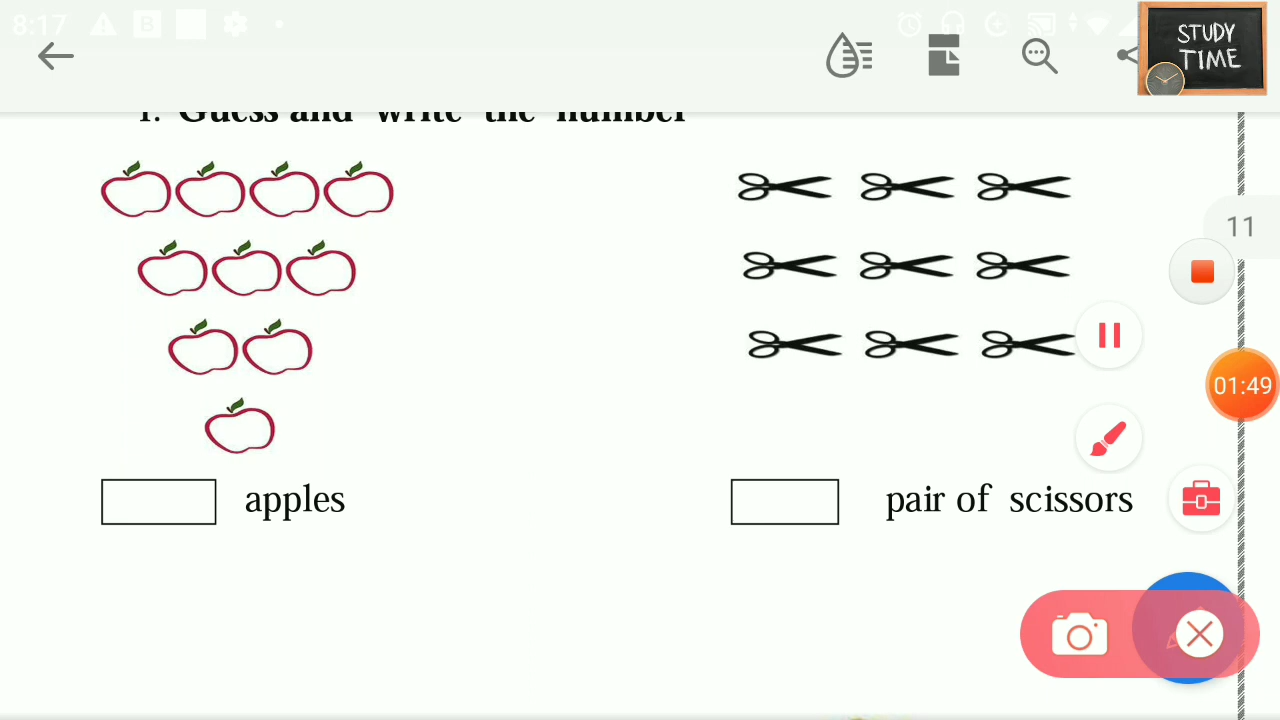 8:17
B
STUDY
TIME
1. Guess and write the number
11
01:49
apples
pair of scissors